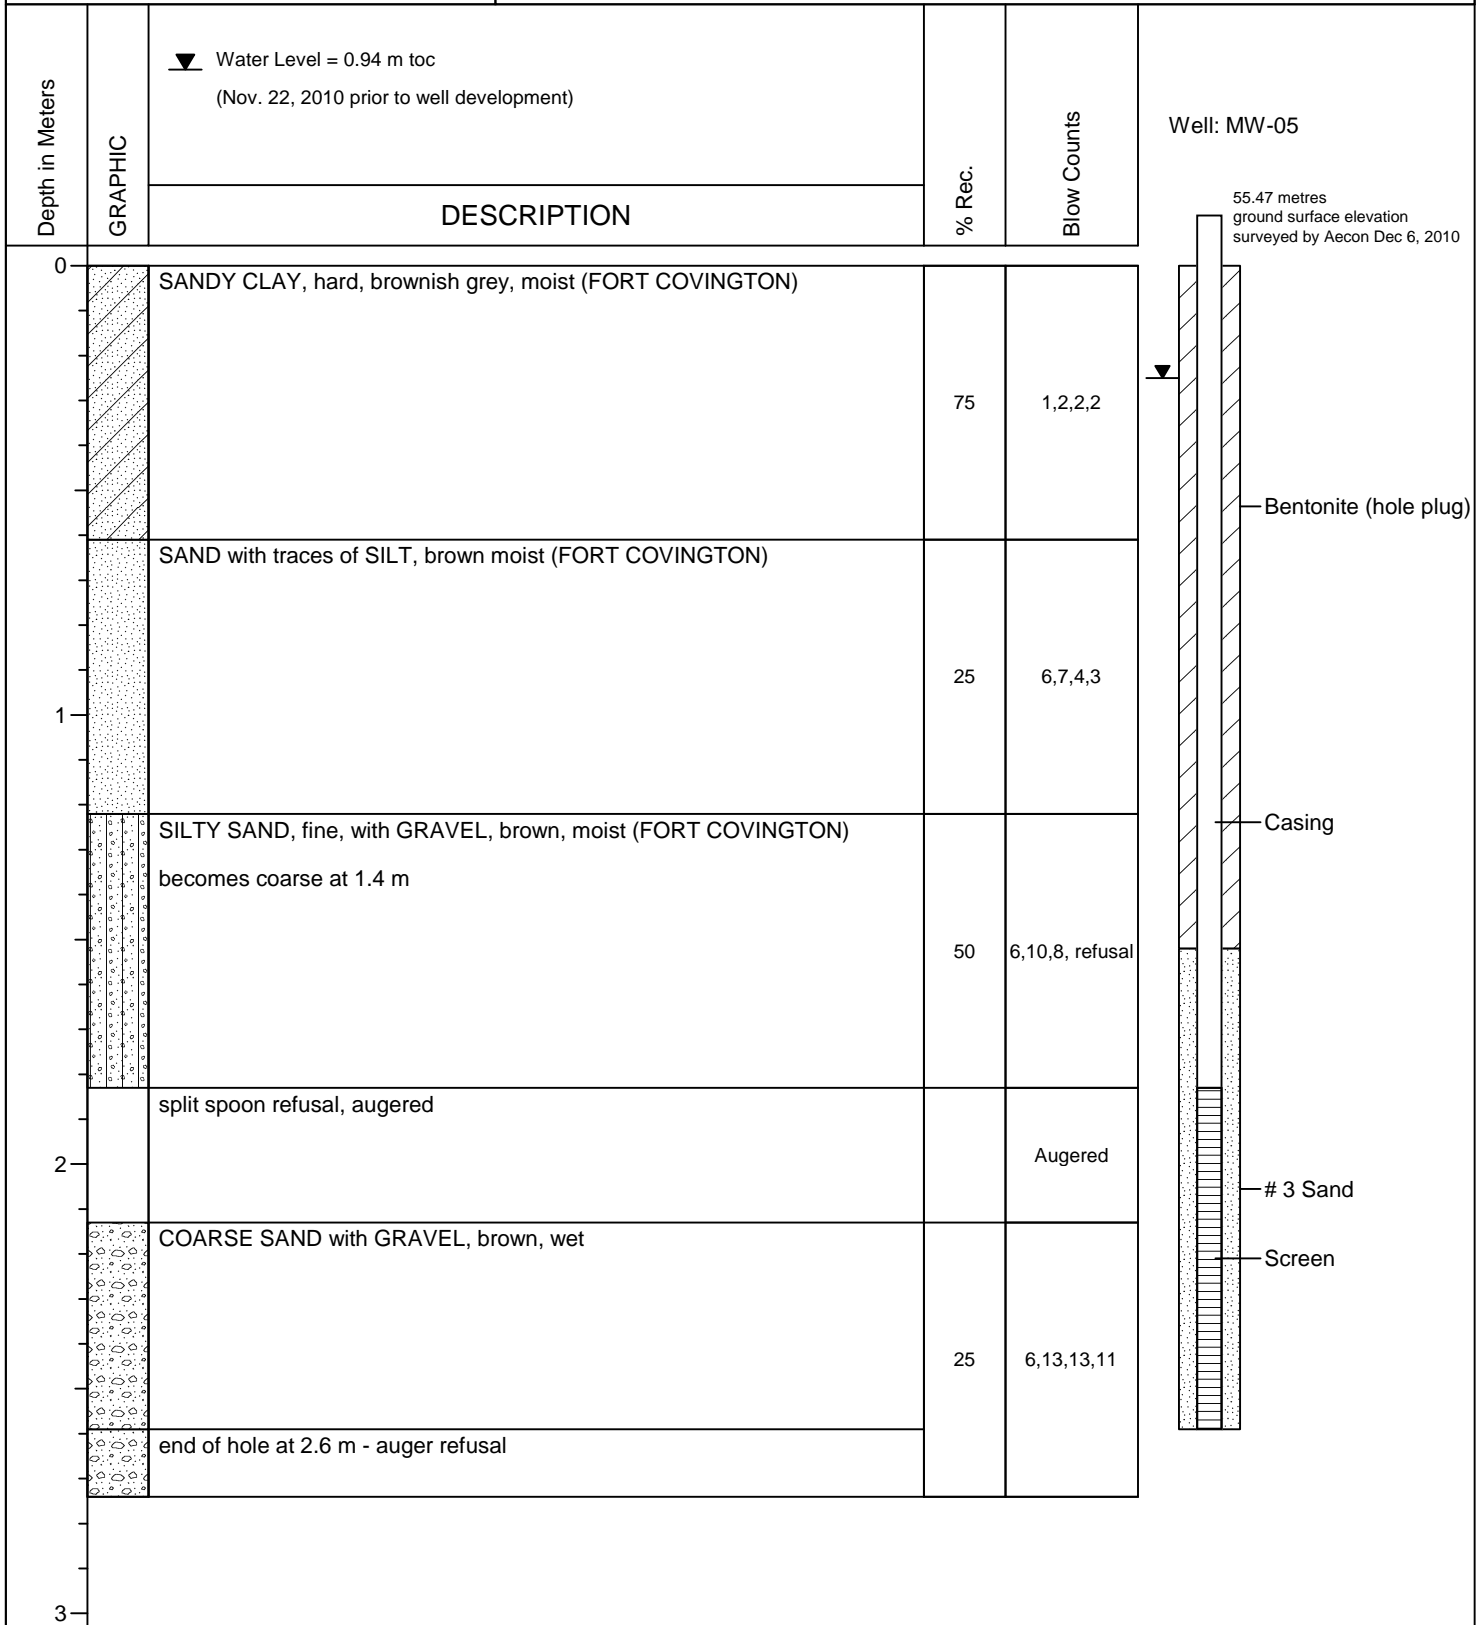 Water Level = 0.94 m toc
(Nov. 22, 2010 prior to well development)
Depth in Meters
GRAPHIC
DESCRIPTION
% Rec.
Blow Counts
Well: MW-05
55.47 metres
ground surface elevation
surveyed by Aecon Dec 6, 2010
0
SANDY CLAY, hard, brownish grey, moist (FORT COVINGTON)
75
1,2,2,2
Bentonite (hole plug)
SAND with traces of SILT, brown moist (FORT COVINGTON)
25
6,7,4,3
1
SILTY SAND, fine, with GRAVEL, brown, moist (FORT COVINGTON)
becomes coarse at 1.4 m
Casing
50
6,10,8, refusal
split spoon refusal, augered
Augered
2
# 3 Sand
COARSE SAND with GRAVEL, brown, wet
Screen
25
6,13,13,11
end of hole at 2.6 m - auger refusal
3